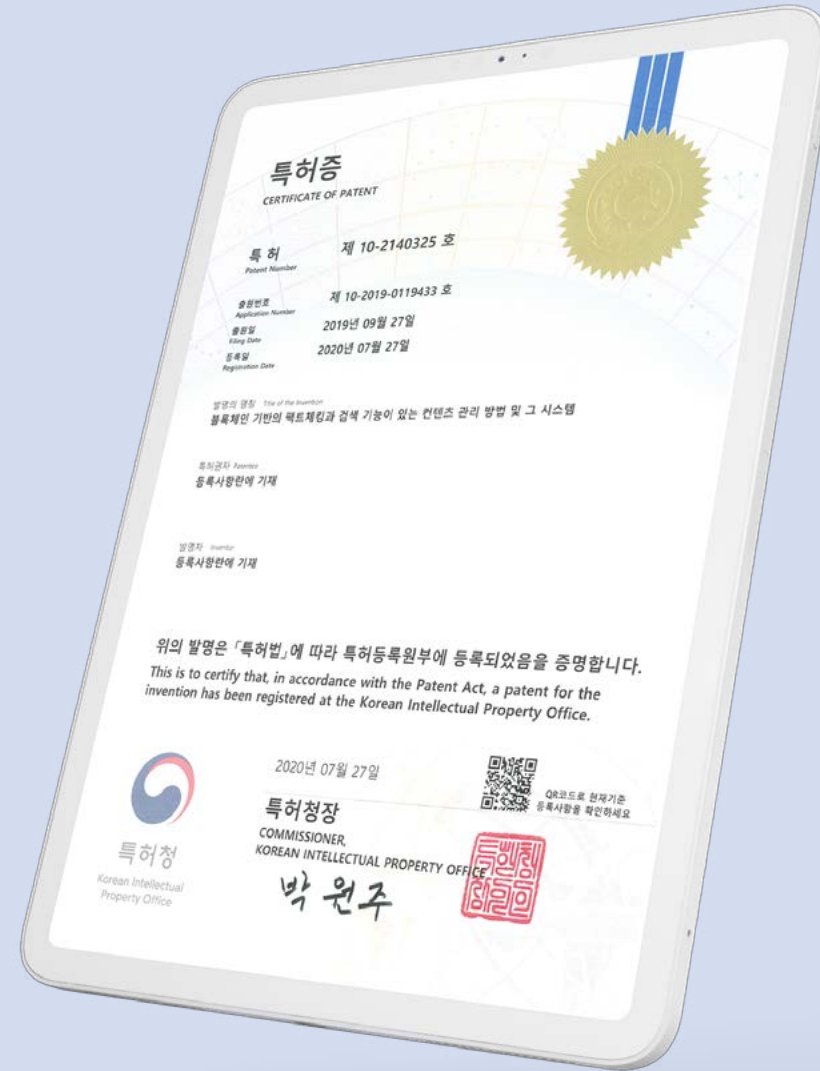 특허증
CERTIFICATE OF PATENT
특 허
Patent Number
제 10-2140325 호
출원번호
Application Number
제 10-2019-0119433 호
출원일
Filing Date
2019년 09월 27일
등록일
Registration Date
2020년 07월 27일
발명의 명칭 Title of the Invention
블록체인 기반의 팩트체킹과 검색 기능이 있는 컨텐츠 관리 방법 및 그 시스템
특허권자 Patentee
등록사항란에 기재
발명자 Inventor
등록사항란에 기재
위의 발명은 「특허법」에 따라 특허등록원부에 등록되었음을 증명합니다.
This is to certify that, in accordance with the Patent Act, a patent for the
invention has been registered at the Korean Intellectual Property Office.
2020년 07월 27일
QR코드로 현재기준
등록사항을 확인하세요
특허청
Korean Intellectual
Property Office
특허청장
COMMISSIONER,
KOREAN INTELLECTUAL PROPERTY OFFICE
박원주